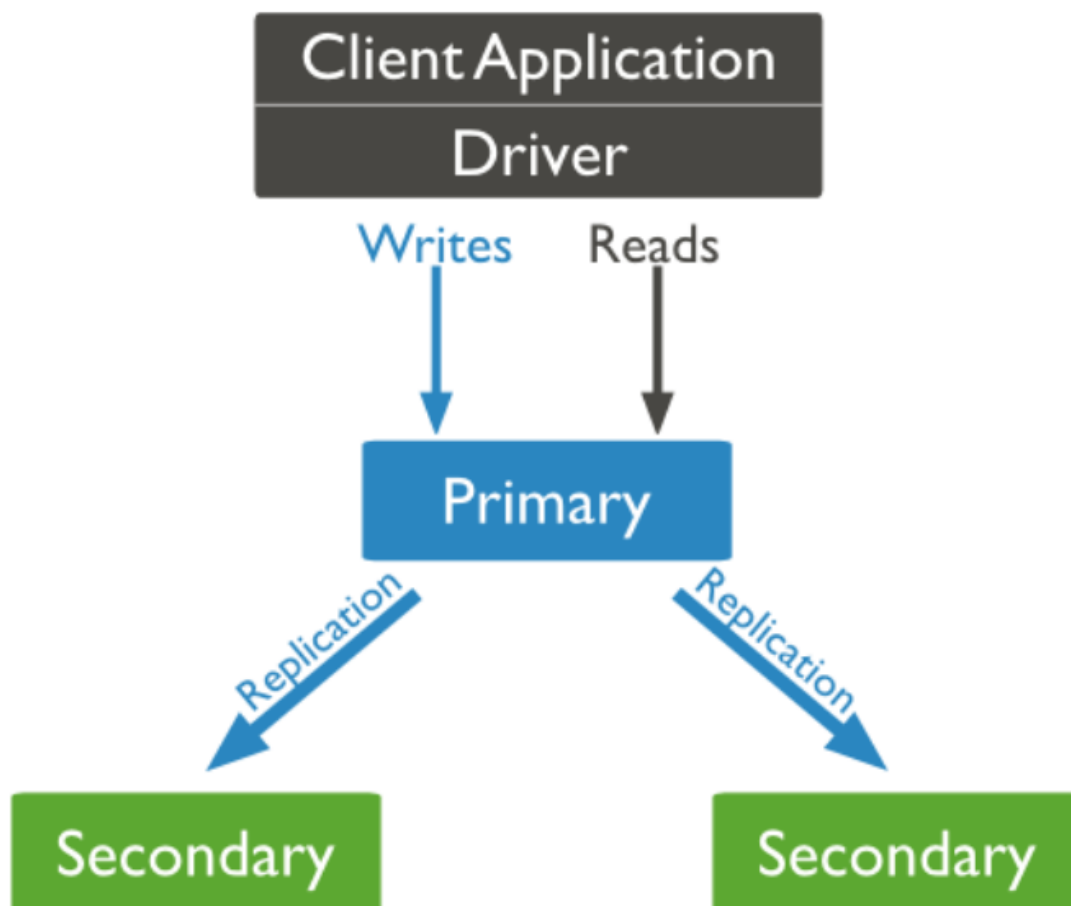 Client Application
Driver
Writes
Reads
Primary
Replication
Replication
Secondary
Secondary